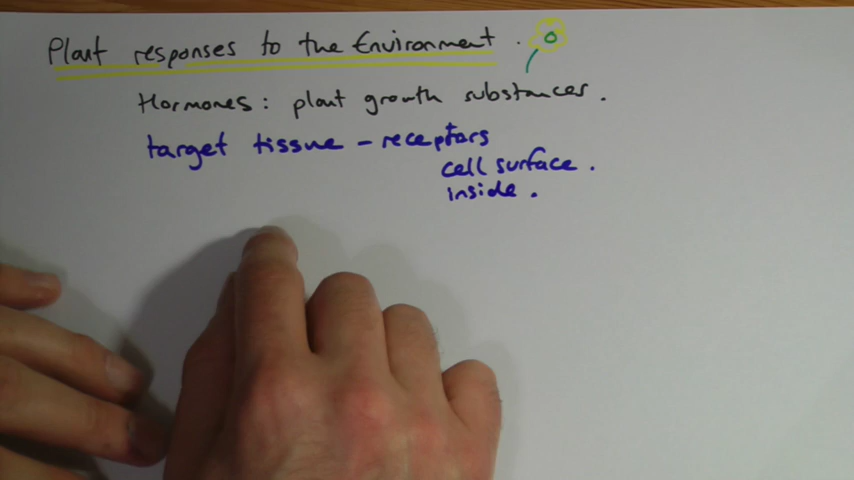 Plant responses to the Environment.
Hormones: plant growth substances.
target tissue - receptors
cell surface.
inside.